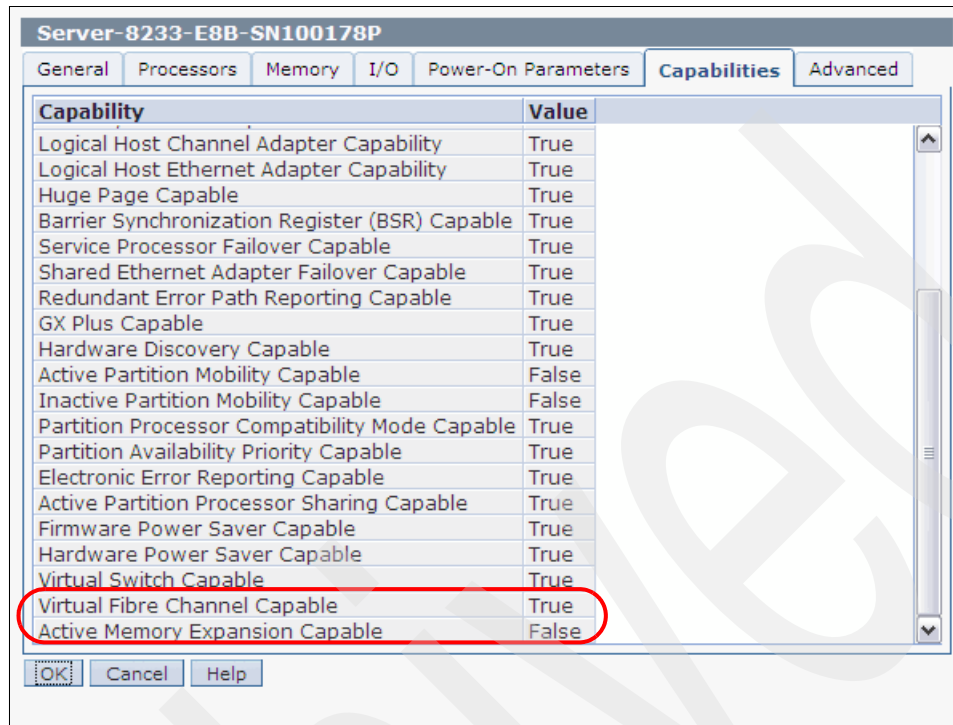 Server-8233-E8B-SN100178P
General Processors Memory I/O Power-On Parameters Capabilities Advanced
Capability Value
Logical Host Channel Adapter Capability True
Logical Host Ethernet Adapter Capability True
Huge Page Capable True
Barrier Synchronization Register (BSR) Capable True
Service Processor Failover Capable True
Shared Ethernet Adapter Failover Capable True
Redundant Error Path Reporting Capable True
GX Plus Capable True
Hardware Discovery Capable True
Active Partition Mobility Capable False
Inactive Partition Mobility Capable False
Partition Processor Compatibility Mode Capable True
Partition Availability Priority Capable True
Electronic Error Reporting Capable True
Active Partition Processor Sharing Capable True
Firmware Power Saver Capable True
Hardware Power Saver Capable True
Virtual Switch Capable True
Virtual Fibre Channel Capable True
Active Memory Expansion Capable False
OK Cancel Help